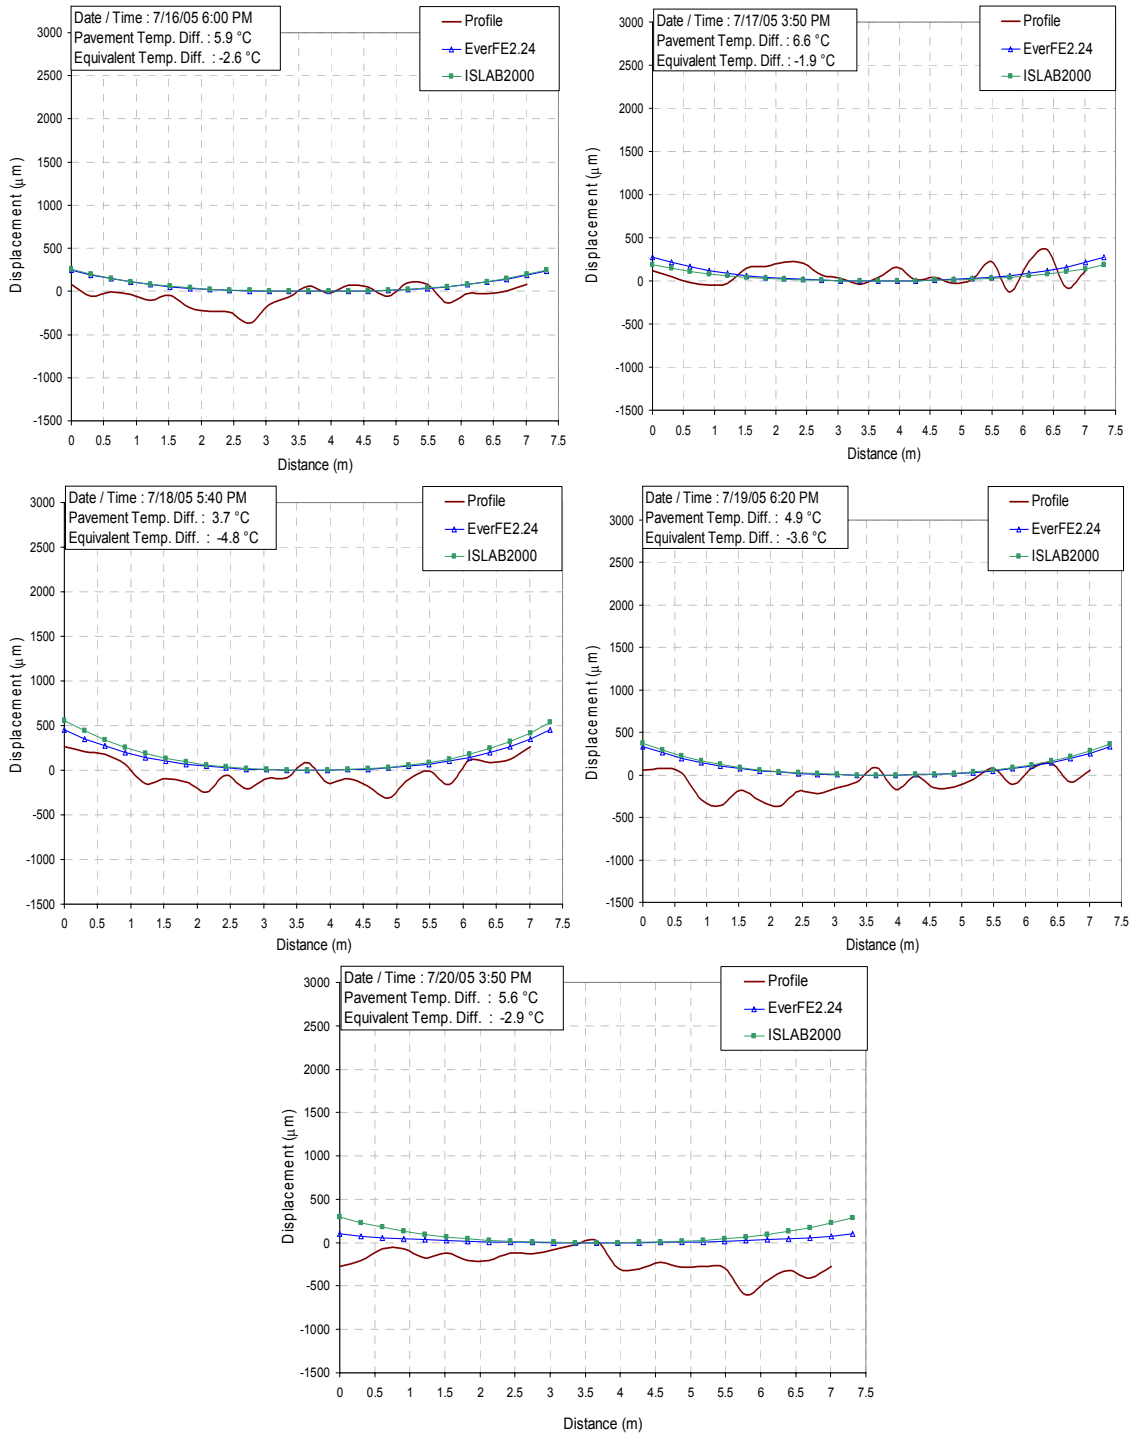 Date / Time : 7/16/05 6:00 PM
Pavement Temp. Diff. : 5.9 °C
Equivalent Temp. Diff. : -2.6 °C
Profile
EverFE2.24
ISLAB2000
3000
2500
2000
1500
1000
500
0
-500
-1000
-1500
Displacement (μm)
0 0.5 1 1.5 2 2.5 3 3.5 4 4.5 5 5.5 6 6.5 7 7.5
Distance (m)
Date / Time : 7/17/05 3:50 PM
Pavement Temp. Diff. : 6.6 °C
Equivalent Temp. Diff. : -1.9 °C
Profile
EverFE2.24
ISLAB2000
3000
2500
2000
1500
1000
500
0
-500
-1000
-1500
Displacement (μm)
0 0.5 1 1.5 2 2.5 3 3.5 4 4.5 5 5.5 6 6.5 7 7.5
Distance (m)
Date / Time : 7/18/05 5:40 PM
Pavement Temp. Diff. : 3.7 °C
Equivalent Temp. Diff. : -4.8 °C
Profile
EverFE2.24
ISLAB2000
3000
2500
2000
1500
1000
500
0
-500
-1000
-1500
Displacement (μm)
0 0.5 1 1.5 2 2.5 3 3.5 4 4.5 5 5.5 6 6.5 7 7.5
Distance (m)
Date / Time : 7/19/05 6:20 PM
Pavement Temp. Diff. : 4.9 °C
Equivalent Temp. Diff. : -3.6 °C
Profile
EverFE2.24
ISLAB2000
3000
2500
2000
1500
1000
500
0
-500
-1000
-1500
Displacement (μm)
0 0.5 1 1.5 2 2.5 3 3.5 4 4.5 5 5.5 6 6.5 7 7.5
Distance (m)
Date / Time : 7/20/05 3:50 PM
Pavement Temp. Diff. : 5.6 °C
Equivalent Temp. Diff. : -2.9 °C
Profile
EverFE2.24
ISLAB2000
3000
2500
2000
1500
1000
500
0
-500
-1000
-1500
Displacement (μm)
0 0.5 1 1.5 2 2.5 3 3.5 4 4.5 5 5.5 6 6.5 7 7.5
Distance (m)